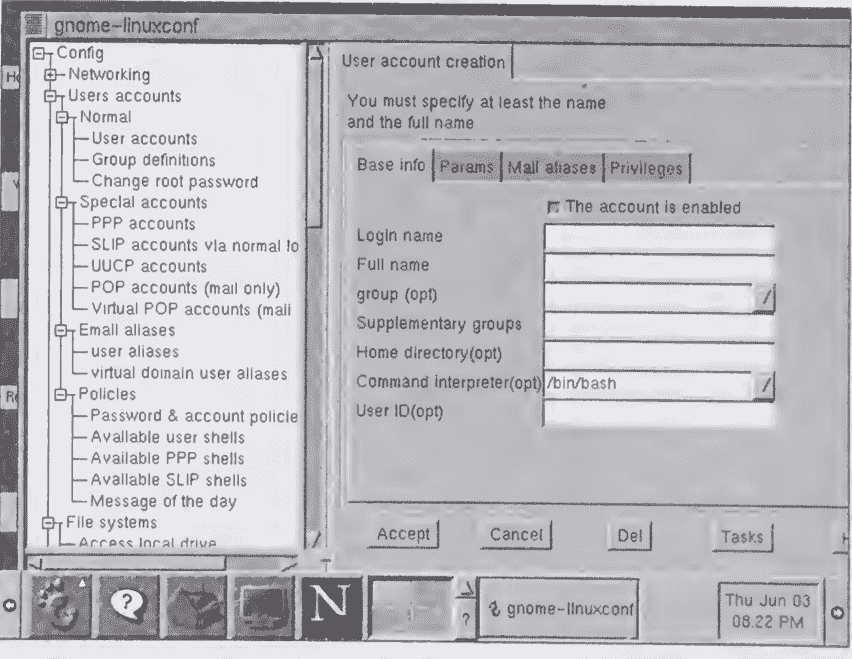 gnome-linuxconf
Config
Networking
Users accounts
Normal
User accounts
Group definitions
Change root password
Special accounts
PPP accounts
SLIP accounts via normal lo
UUCP accounts
POP accounts (mail only)
Virtual POP accounts (mail
Email aliases
user aliases
virtual domain user aliases
Policies
Password & account policie
Available user shells
Available PPP shells
Available SLIP shells
Message of the day
File systems
Access local drive
User account creation
You must specify at least the name
and the full name
Base info Params Mail aliases Privileges
The account is enabled
Login name
Full name
group (opt)
Supplementary groups
Home directory(opt)
Command interpreter(opt) /bin/bash
User ID(opt)
Accept Cancel Del Tasks H
? N ? gnome-linuxconf
Thu Jun 03
08:22 PM